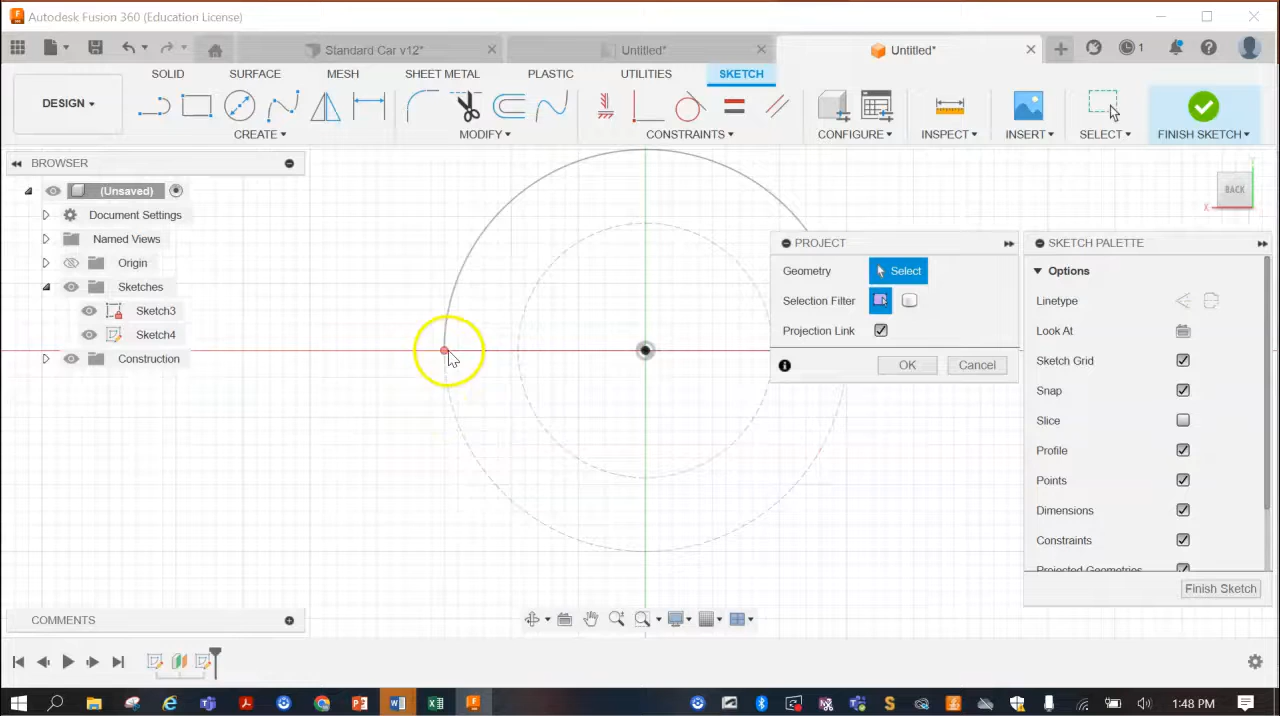 Autodesk Fusion 360 (Education License)
Standard Car v12*
Untitled*
Untitled*
1
DESIGN
SOLID
SURFACE
MESH
SHEET METAL
PLASTIC
UTILITIES
SKETCH
CREATE
MODIFY
CONSTRAINTS
CONFIGURE
INSPECT
INSERT
SELECT
FINISH SKETCH
BROWSER
(Unsaved)
Document Settings
Named Views
Origin
Sketches
Sketch3
Sketch4
Construction
BACK
X
PROJECT
Geometry
Select
Selection Filter
Projection Link
OK
Cancel
SKETCH PALETTE
Options
Linetype
Look At
Sketch Grid
Snap
Slice
Profile
Points
Dimensions
Constraints
Projected Geometries
Finish Sketch
COMMENTS
1:48 PM